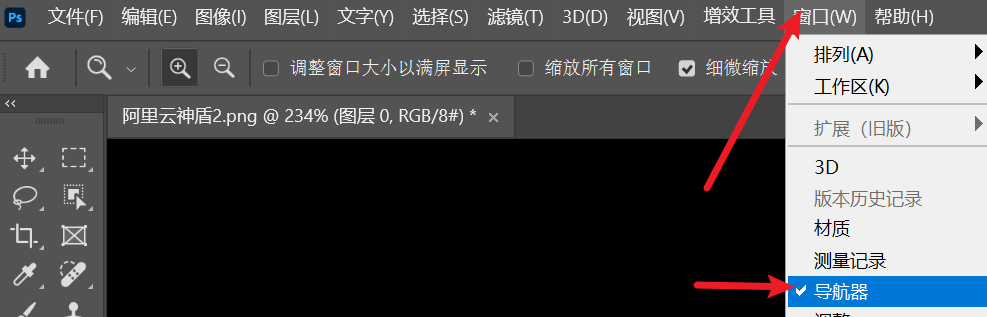 Ps 文件(F) 编辑(E) 图像(I) 图层(L) 文字(Y) 选择(S) 滤镜(T) 3D(D) 视图(V) 增效工具 窗口(W) 帮助(H)
调整窗口大小以满屏显示 缩放所有窗口 细微缩放
阿里云神盾2.png @ 234% (图层 0, RGB/8#) * ×
排列(A)
工作区(K)
扩展（旧版）
3D
版本历史记录
材质
测量记录
导航器